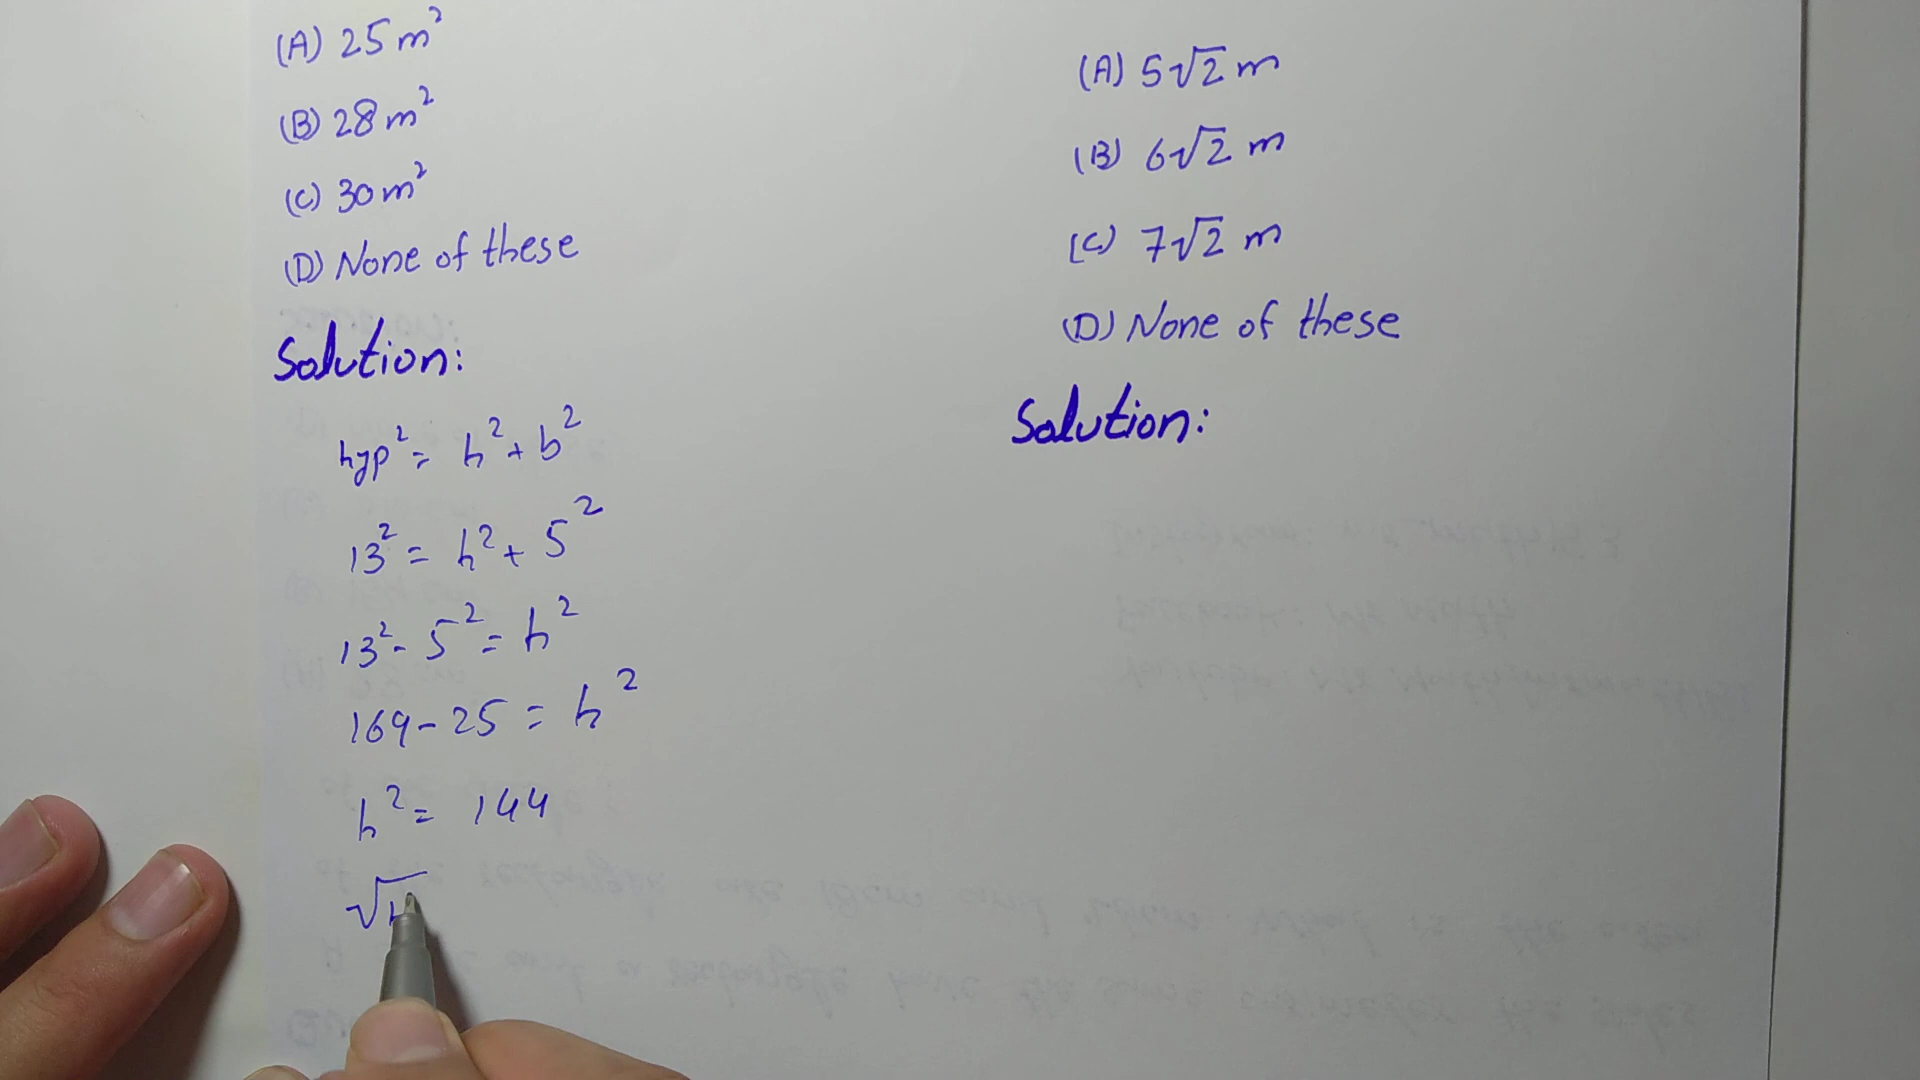 (A) 25 m²
(B) 28 m²
(C) 30 m²
(D) None of these
Solution:
hyp² = h² + b²
13² = h² + 5²
13² - 5² = h²
169 - 25 = h²
h² = 144
√h
(A) 5√2 m
(B) 6√2 m
(C) 7√2 m
(D) None of these
Solution: